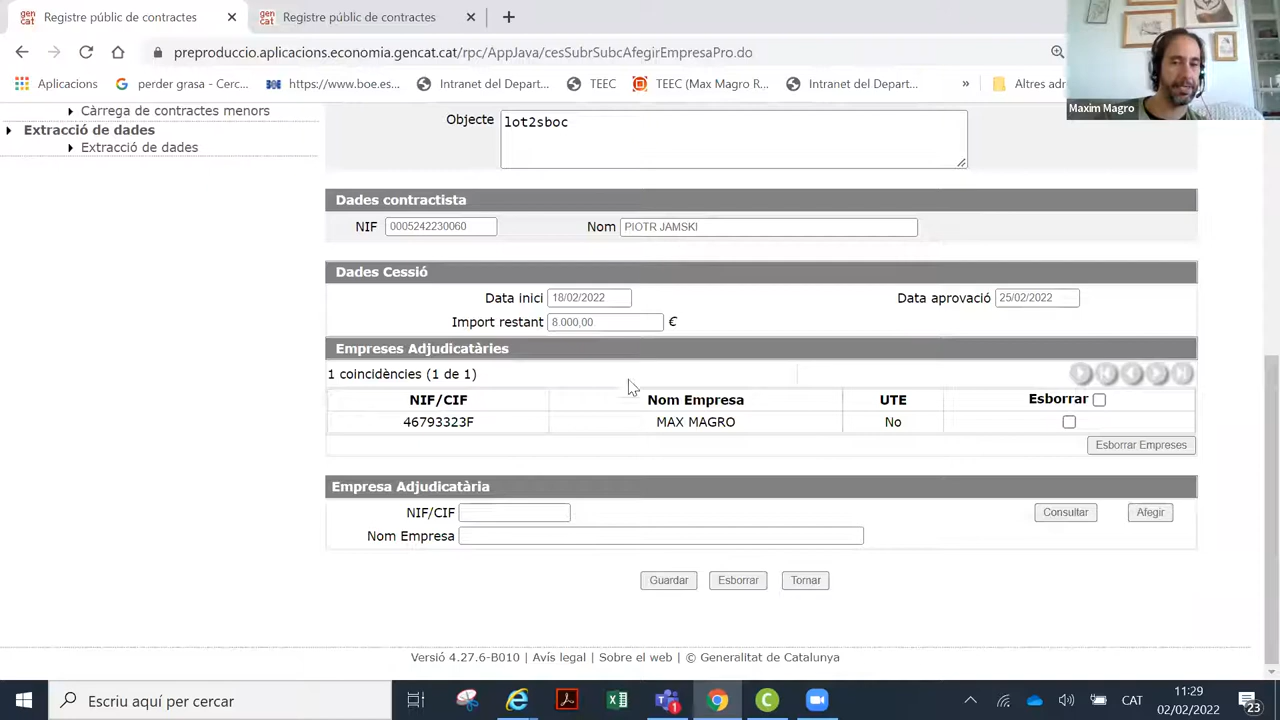 gen cat Registre públic de contractes × gen cat Registre públic de contractes × +
preproduccio.aplicacions.economia.gencat.cat/rpc/AppJava/cesSubrSubcAfegirEmpresaPro.do
Aplicacions perder grasa - Cerc... https://www.boe.es... Intranet del Depart... TEEC TEEC (Max Magro R... Intranet del Depart... » Altres adr
Maxim Magro
Càrrega de contractes menors
Extracció de dades
Extracció de dades
Objecte lot2sboc
Dades contractista
NIF 0005242230060 Nom PIOTR JAMSKI
Dades Cessió
Data inici 18/02/2022 Data aprovació 25/02/2022
Import restant 8.000,00 €
Empreses Adjudicatàries
1 coincidències (1 de 1)
NIF/CIF Nom Empresa UTE Esborrar
46793323F MAX MAGRO No
Esborrar Empreses
Empresa Adjudicatària
NIF/CIF Consultar Afegir
Nom Empresa
Guardar Esborrar Tornar
Versió 4.27.6-B010 | Avís legal | Sobre el web | © Generalitat de Catalunya
Escriu aquí per cercar CAT 11:29
02/02/2022 23